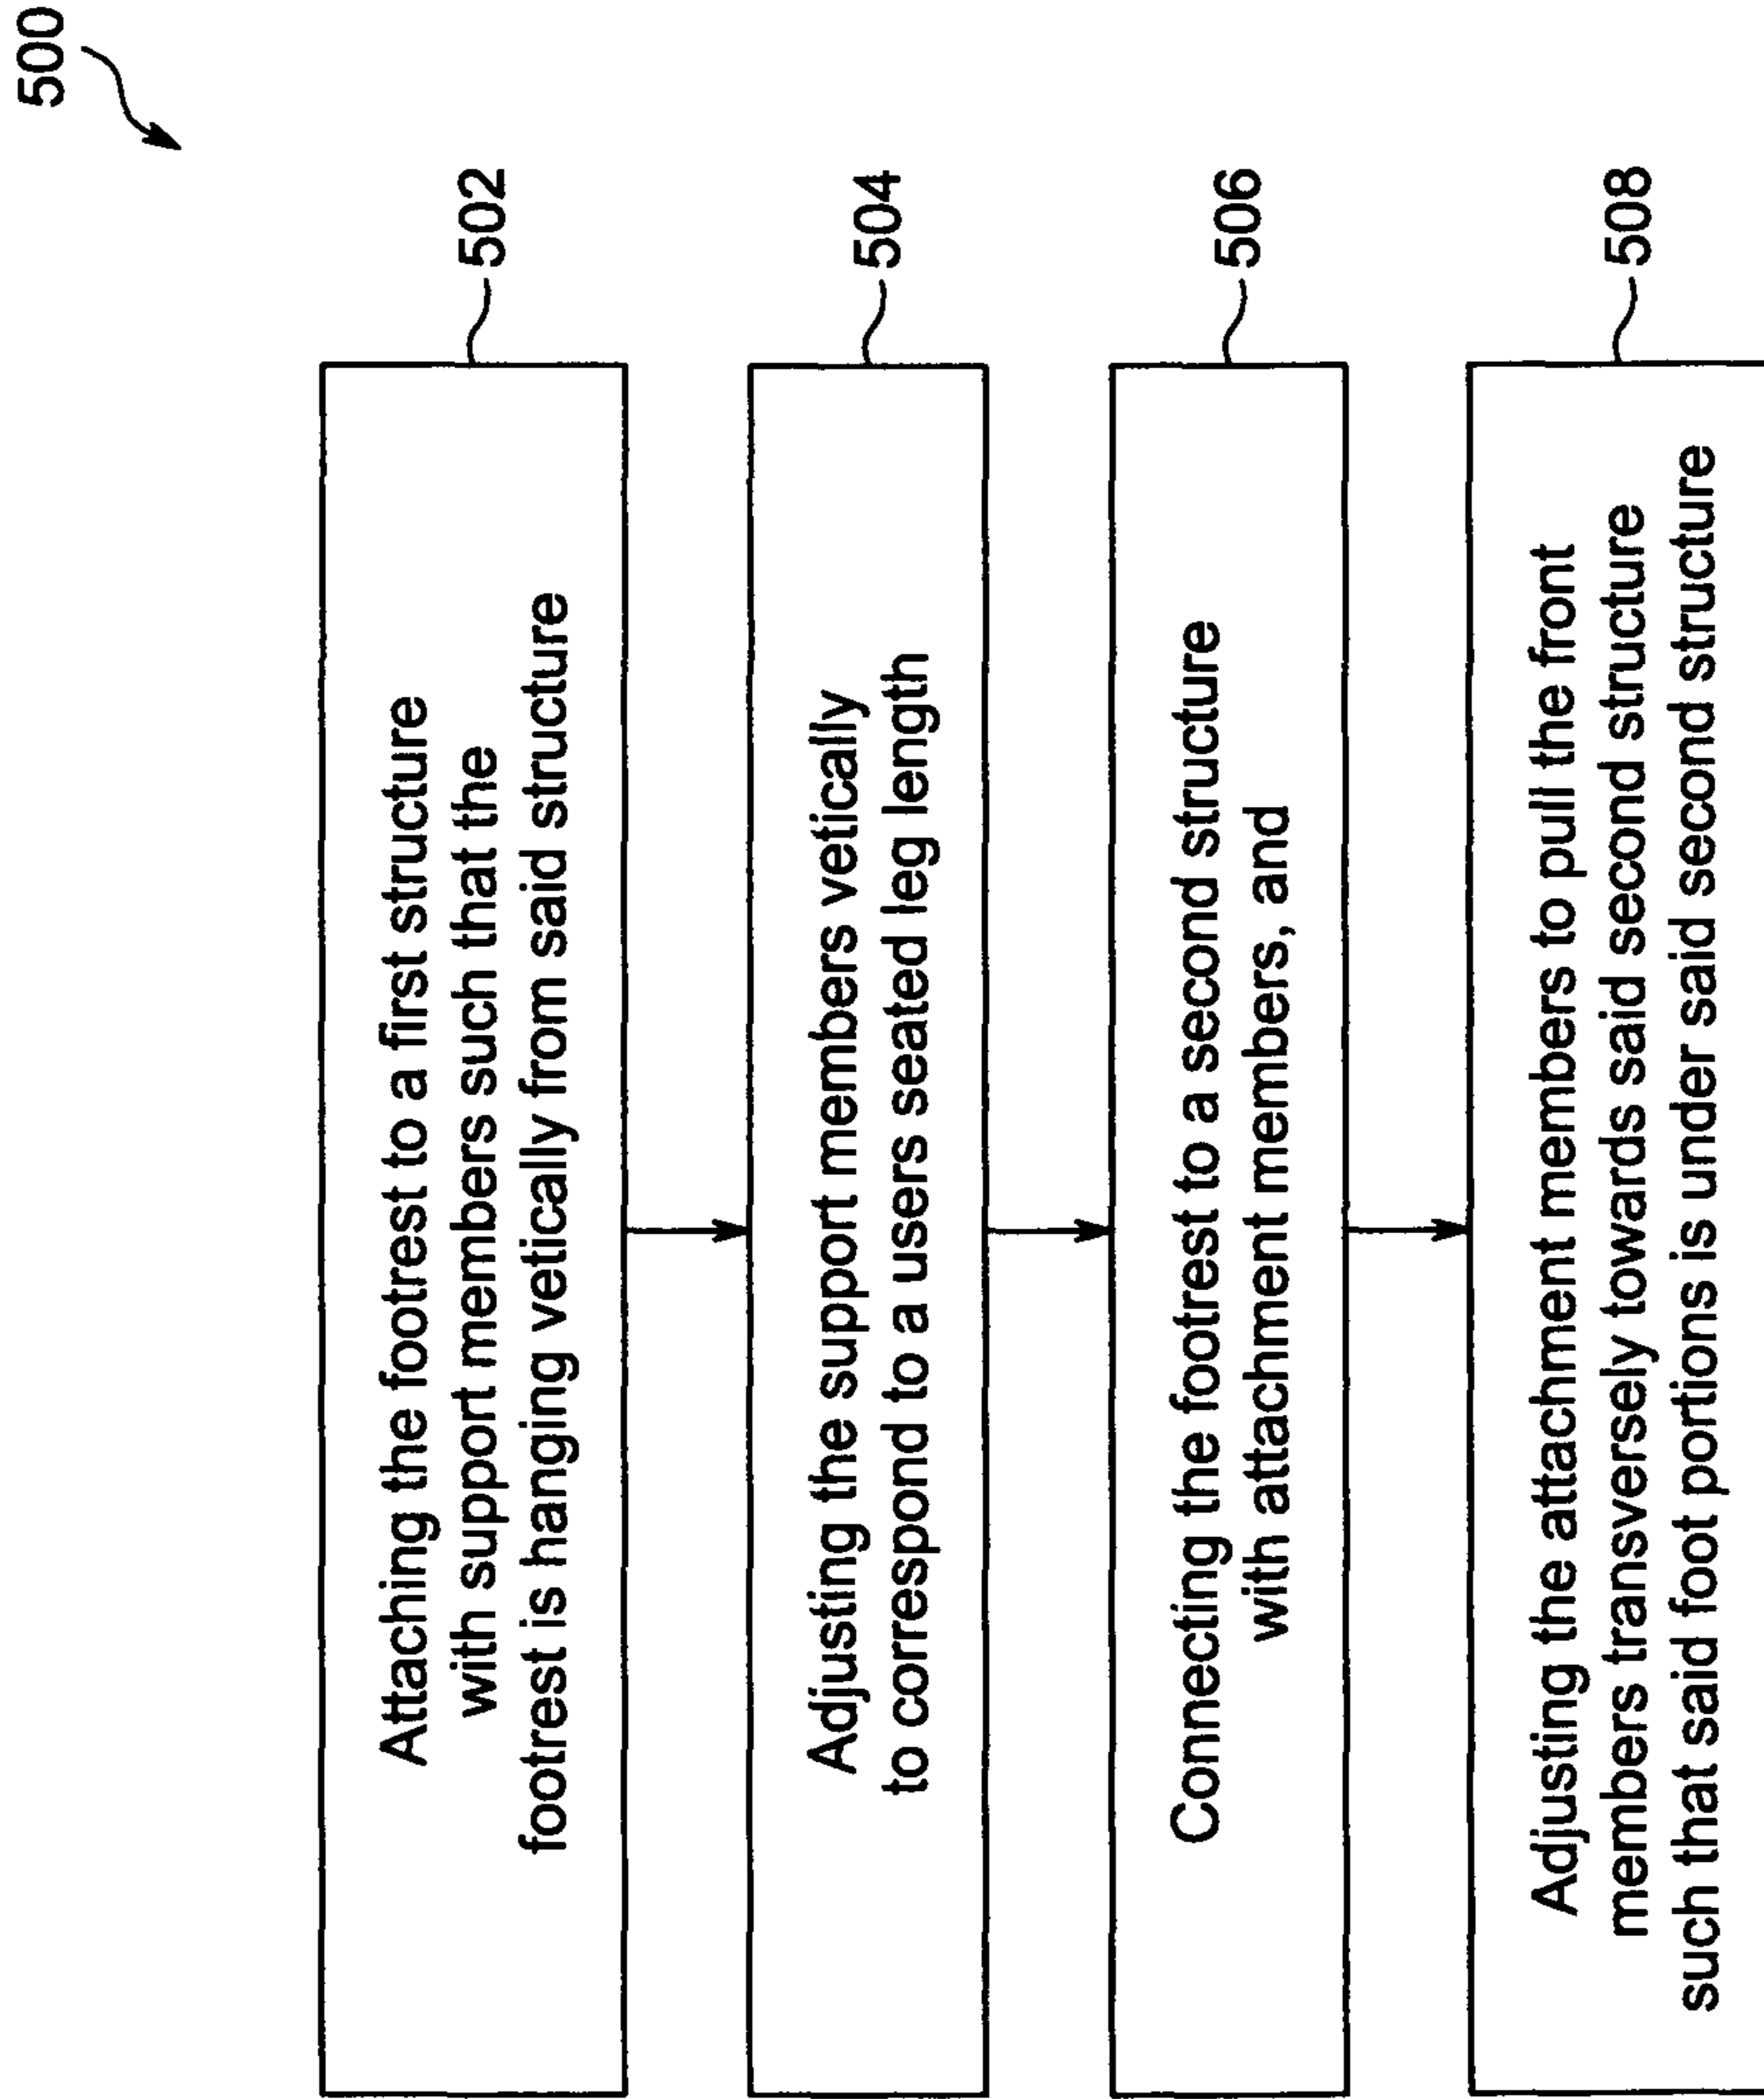 500
Attaching the footrest to a first structure
with support members such that the
footrest is hanging vetically from said structure
502
Adjusting the support members vetically
to correspond to a users seated leg length
504
Connecting the footrest to a second structure
with attachment members, and
506
Adjusting the attachment members to pull the front
members transversely towards said second structure
such that said foot portions is under said second structure
508